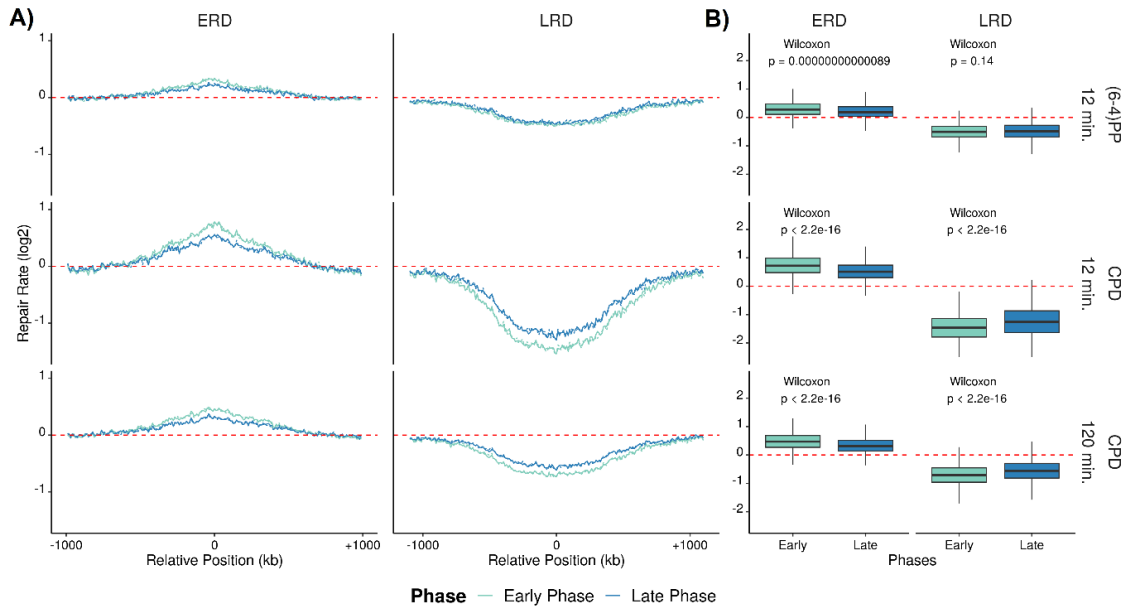 A)
ERD
LRD
B)
ERD
LRD
Repair Rate (log2)
1
0
-1
1
0
-1
1
0
-1
-1000
0
+1000
-1000
0
+1000
Relative Position (kb)
Relative Position (kb)
2
1
0
-1
-2
Wilcoxon
p = 0.00000000000089
Wilcoxon
p = 0.14
(6-4)PP
12 min.
2
1
0
-1
-2
Wilcoxon
p < 2.2e-16
Wilcoxon
p < 2.2e-16
CPD
12 min.
2
1
0
-1
-2
Wilcoxon
p < 2.2e-16
Wilcoxon
p < 2.2e-16
CPD
120 min.
Early
Late
Early
Late
Phases
Phase
Early Phase
Late Phase